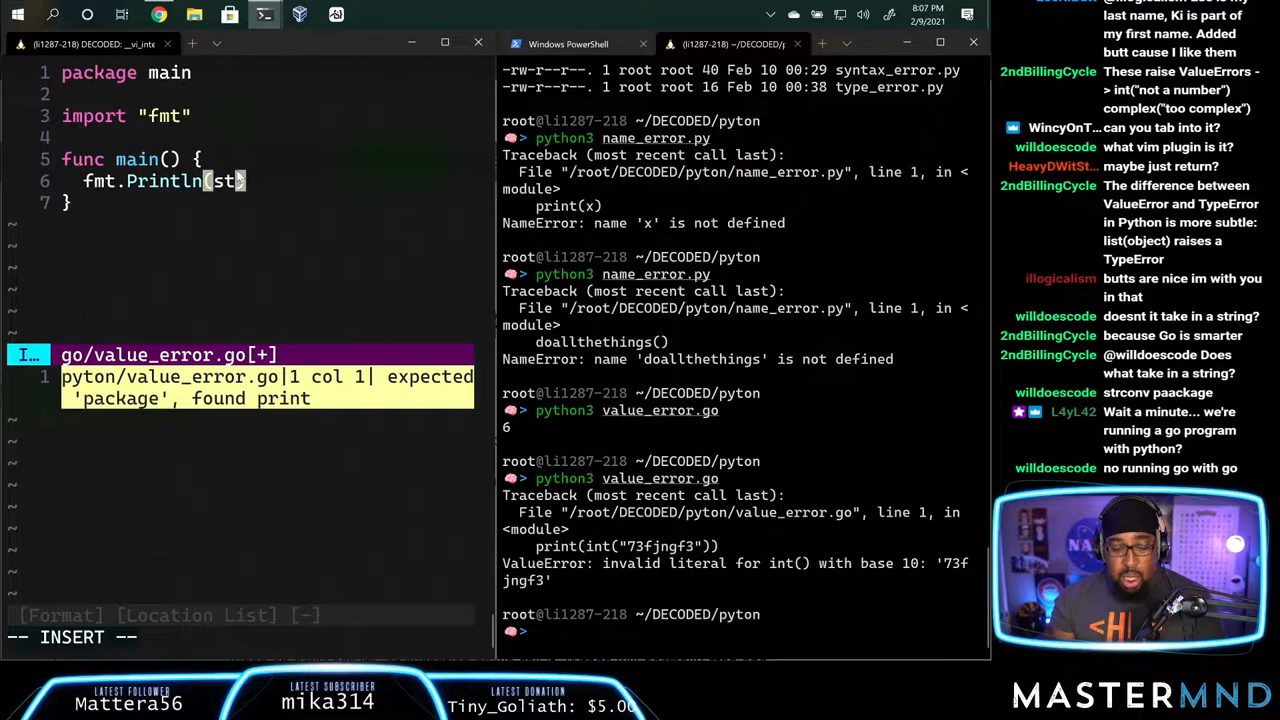 8:07 PM
2/9/2021
(li1287-218) DECODED: __vi_inte
Windows PowerShell
(li1287-218) ~/DECODED/p
1 package main
2
3 import "fmt"
4
5 func main() {
6 fmt.Println(st)
7 }
~
~
~
~
~
~
I… go/value_error.go[+]
1 pyton/value_error.go|1 col 1| expected
'package', found print
~
~
~
~
~
~
~
~
~
[Format] [Location List] [-]
-- INSERT --
-rw-r--r--. 1 root root 40 Feb 10 00:29 syntax_error.py
-rw-r--r--. 1 root root 16 Feb 10 00:38 type_error.py
root@li1287-218 ~/DECODED/pyton
> python3 name_error.py
Traceback (most recent call last):
File "/root/DECODED/pyton/name_error.py", line 1, in <
module>
print(x)
NameError: name 'x' is not defined
root@li1287-218 ~/DECODED/pyton
> python3 name_error.py
Traceback (most recent call last):
File "/root/DECODED/pyton/name_error.py", line 1, in <
module>
doallthethings()
NameError: name 'doallthethings' is not defined
root@li1287-218 ~/DECODED/pyton
> python3 value_error.go
6
root@li1287-218 ~/DECODED/pyton
> python3 value_error.go
Traceback (most recent call last):
File "/root/DECODED/pyton/value_error.go", line 1, in
<module>
print(int("73fjngf3"))
ValueError: invalid literal for int() with base 10: '73f
jngf3'
root@li1287-218 ~/DECODED/pyton
>
last name, Ki is part of
my first name. Added
butt cause I like them
2ndBillingCycle These raise ValueErrors -
> int("not a number")
complex("too complex")
WincyOnT… can you tab into it?
willdoescode what vim plugin is it?
HeavyDWitSt… maybe just return?
2ndBillingCycle The difference between
ValueError and TypeError
in Python is more subtle:
list(object) raises a
TypeError
illogicalism butts are nice im with you
in that
willdoescode doesnt it take in a string?
2ndBillingCycle because Go is smarter
2ndBillingCycle @willdoescode Does
what take in a string?
willdoescode strconv paackage
L4yL42 Wait a minute... we're
running a go program
with python?
willdoescode no running go with go
NASA
<H
LATEST FOLLOWER
Mattera56
LATEST SUBSCRIBER
mika314
LATEST DONATION
Tiny_Goliath: $5.00
MASTERMND